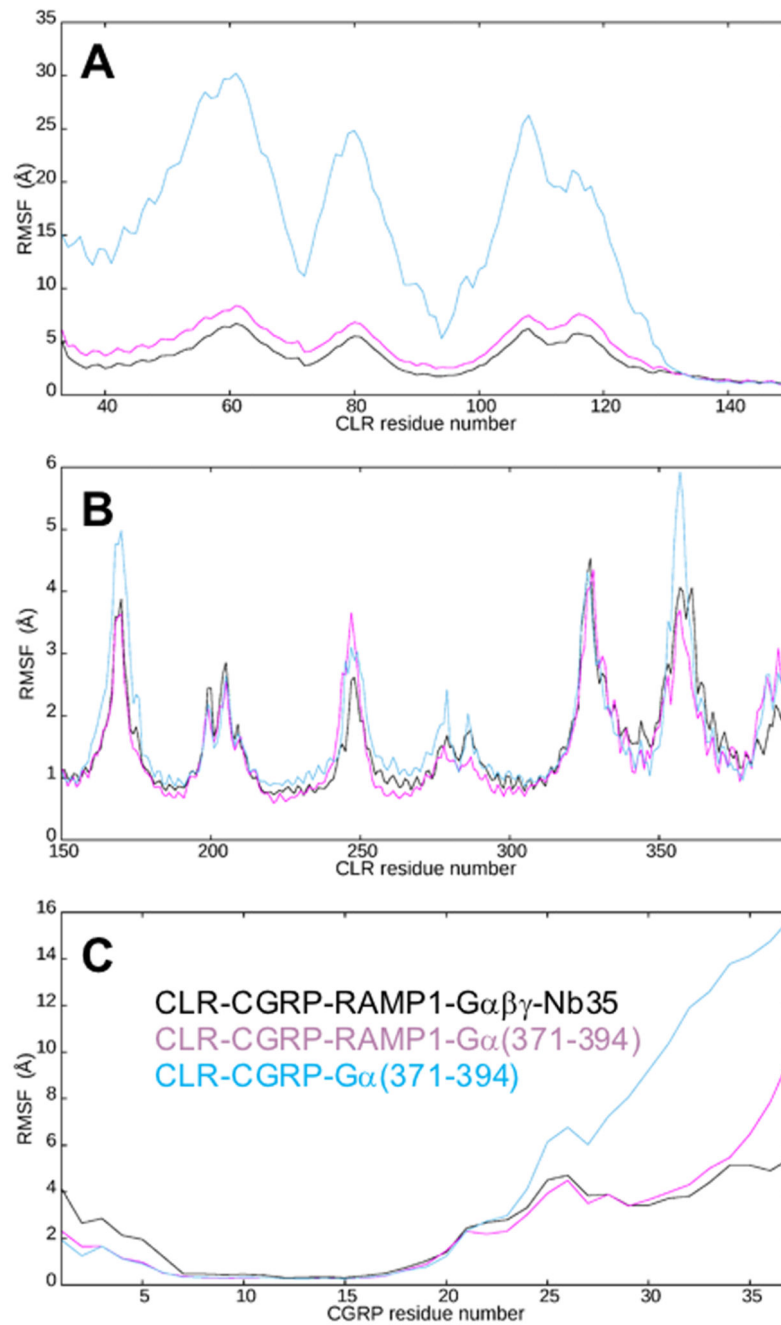 A
35
30
25
20
15
10
5
0
RMSF (Å)
40 60 80 100 120 140
CLR residue number
B
6
5
4
3
2
1
0
RMSF (Å)
150 200 250 300 350
CLR residue number
C
16
14
12
10
8
6
4
2
0
RMSF (Å)
CLR-CGRP-RAMP1-Gαβγ-Nb35
CLR-CGRP-RAMP1-Gα(371-394)
CLR-CGRP-Gα(371-394)
5 10 15 20 25 30 35
CGRP residue number